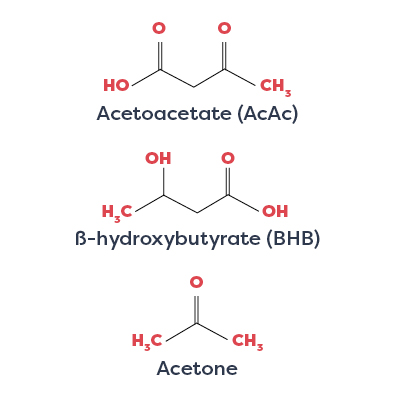 O O
HO CH3
Acetoacetate (AcAc)
OH O
H3C OH
ß-hydroxybutyrate (BHB)
O
H3C CH3
Acetone